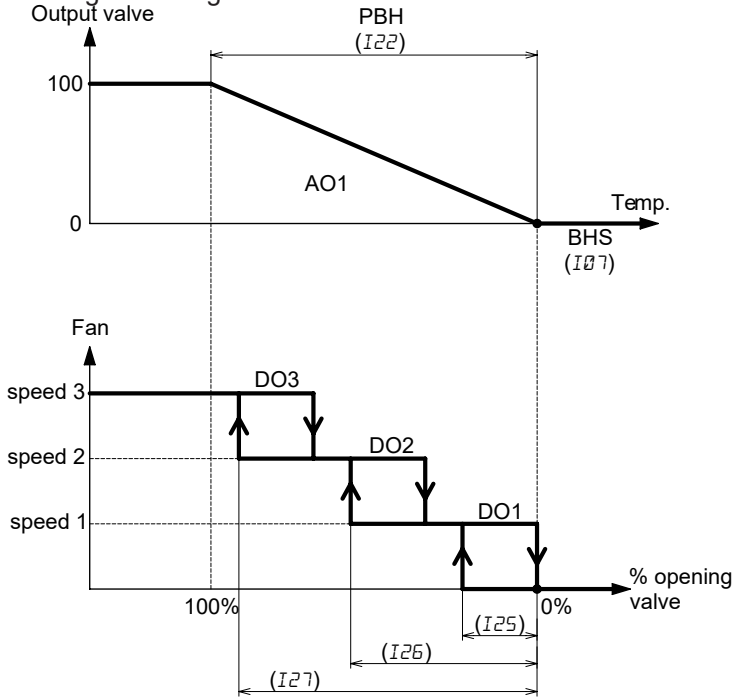 Output valve
PBH
(I22)
100
AO1
0
Temp.
BHS
(I07)
Fan
speed 3
DO3
speed 2
DO2
speed 1
DO1
100%
0%
% opening
valve
(I25)
(I26)
(I27)